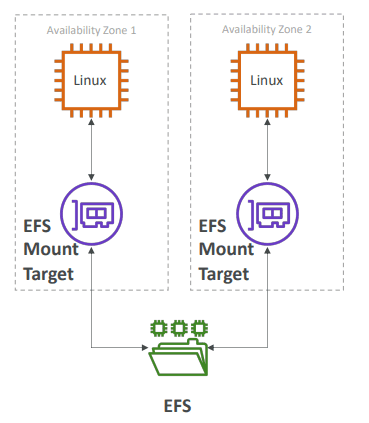 Availability Zone 1
Availability Zone 2
Linux
Linux
EFS
Mount
Target
EFS
Mount
Target
EFS